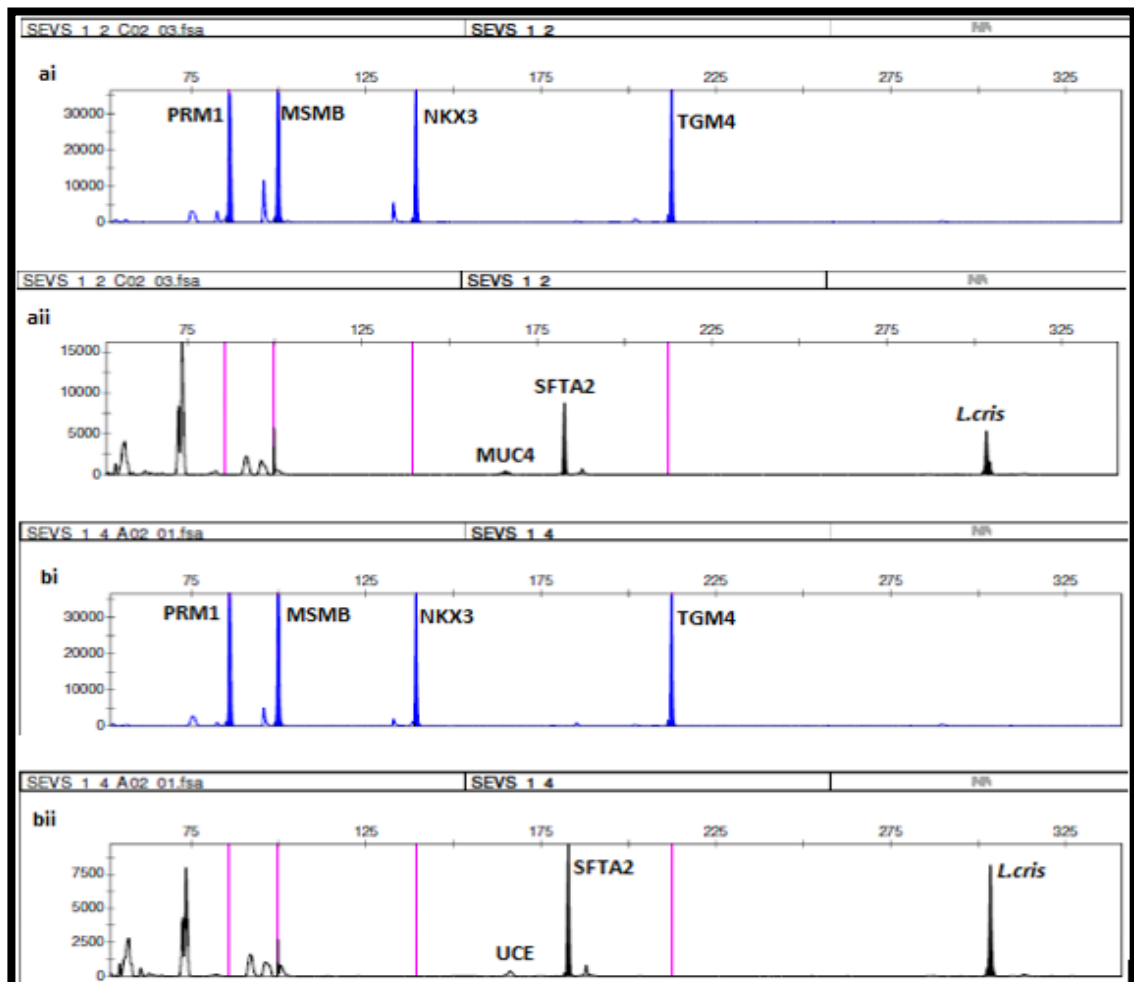 SEVS 1 2 C02 03.fsa SEVS 1 2 NR
ai
75 125 175 225 275 325
PRM1 MSMB NKX3 TGM4
30000
20000
10000
0
SEVS 1 2 C02 03.fsa SEVS 1 2 NR
aii
75 125 175 225 275 325
15000
10000
SFTA2
L.cris
5000
MUC4
0
SEVS 1 4 A02 01.fsa SEVS 1 4 NR
bi
75 125 175 225 275 325
PRM1 MSMB NKX3 TGM4
30000
20000
10000
0
SEVS 1 4 A02 01.fsa SEVS 1 4 NR
bii
75 125 175 225 275 325
7500 SFTA2 L.cris
5000
2500
UCE
0